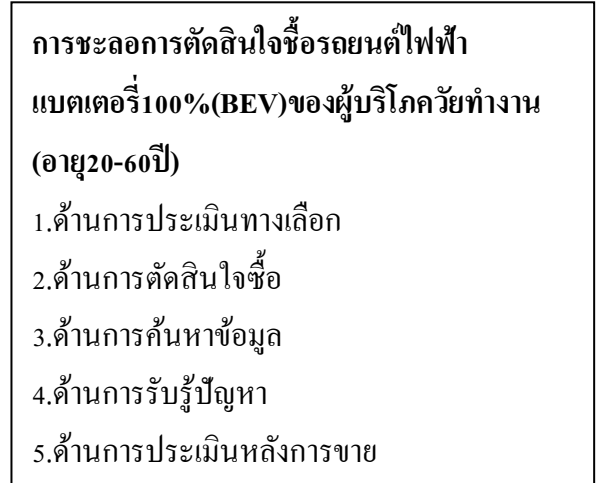 การชะลอการตัดสินใจซื้อรถยนต์ไฟฟ้า
แบตเตอรี่100%(BEV)ของผู้บริโภควัยทำงาน
(อายุ20-60ปี)
1.ด้านการประเมินทางเลือก
2.ด้านการตัดสินใจซื้อ
3.ด้านการค้นหาข้อมูล
4.ด้านการรับรู้ปัญหา
5.ด้านการประเมินหลังการขาย